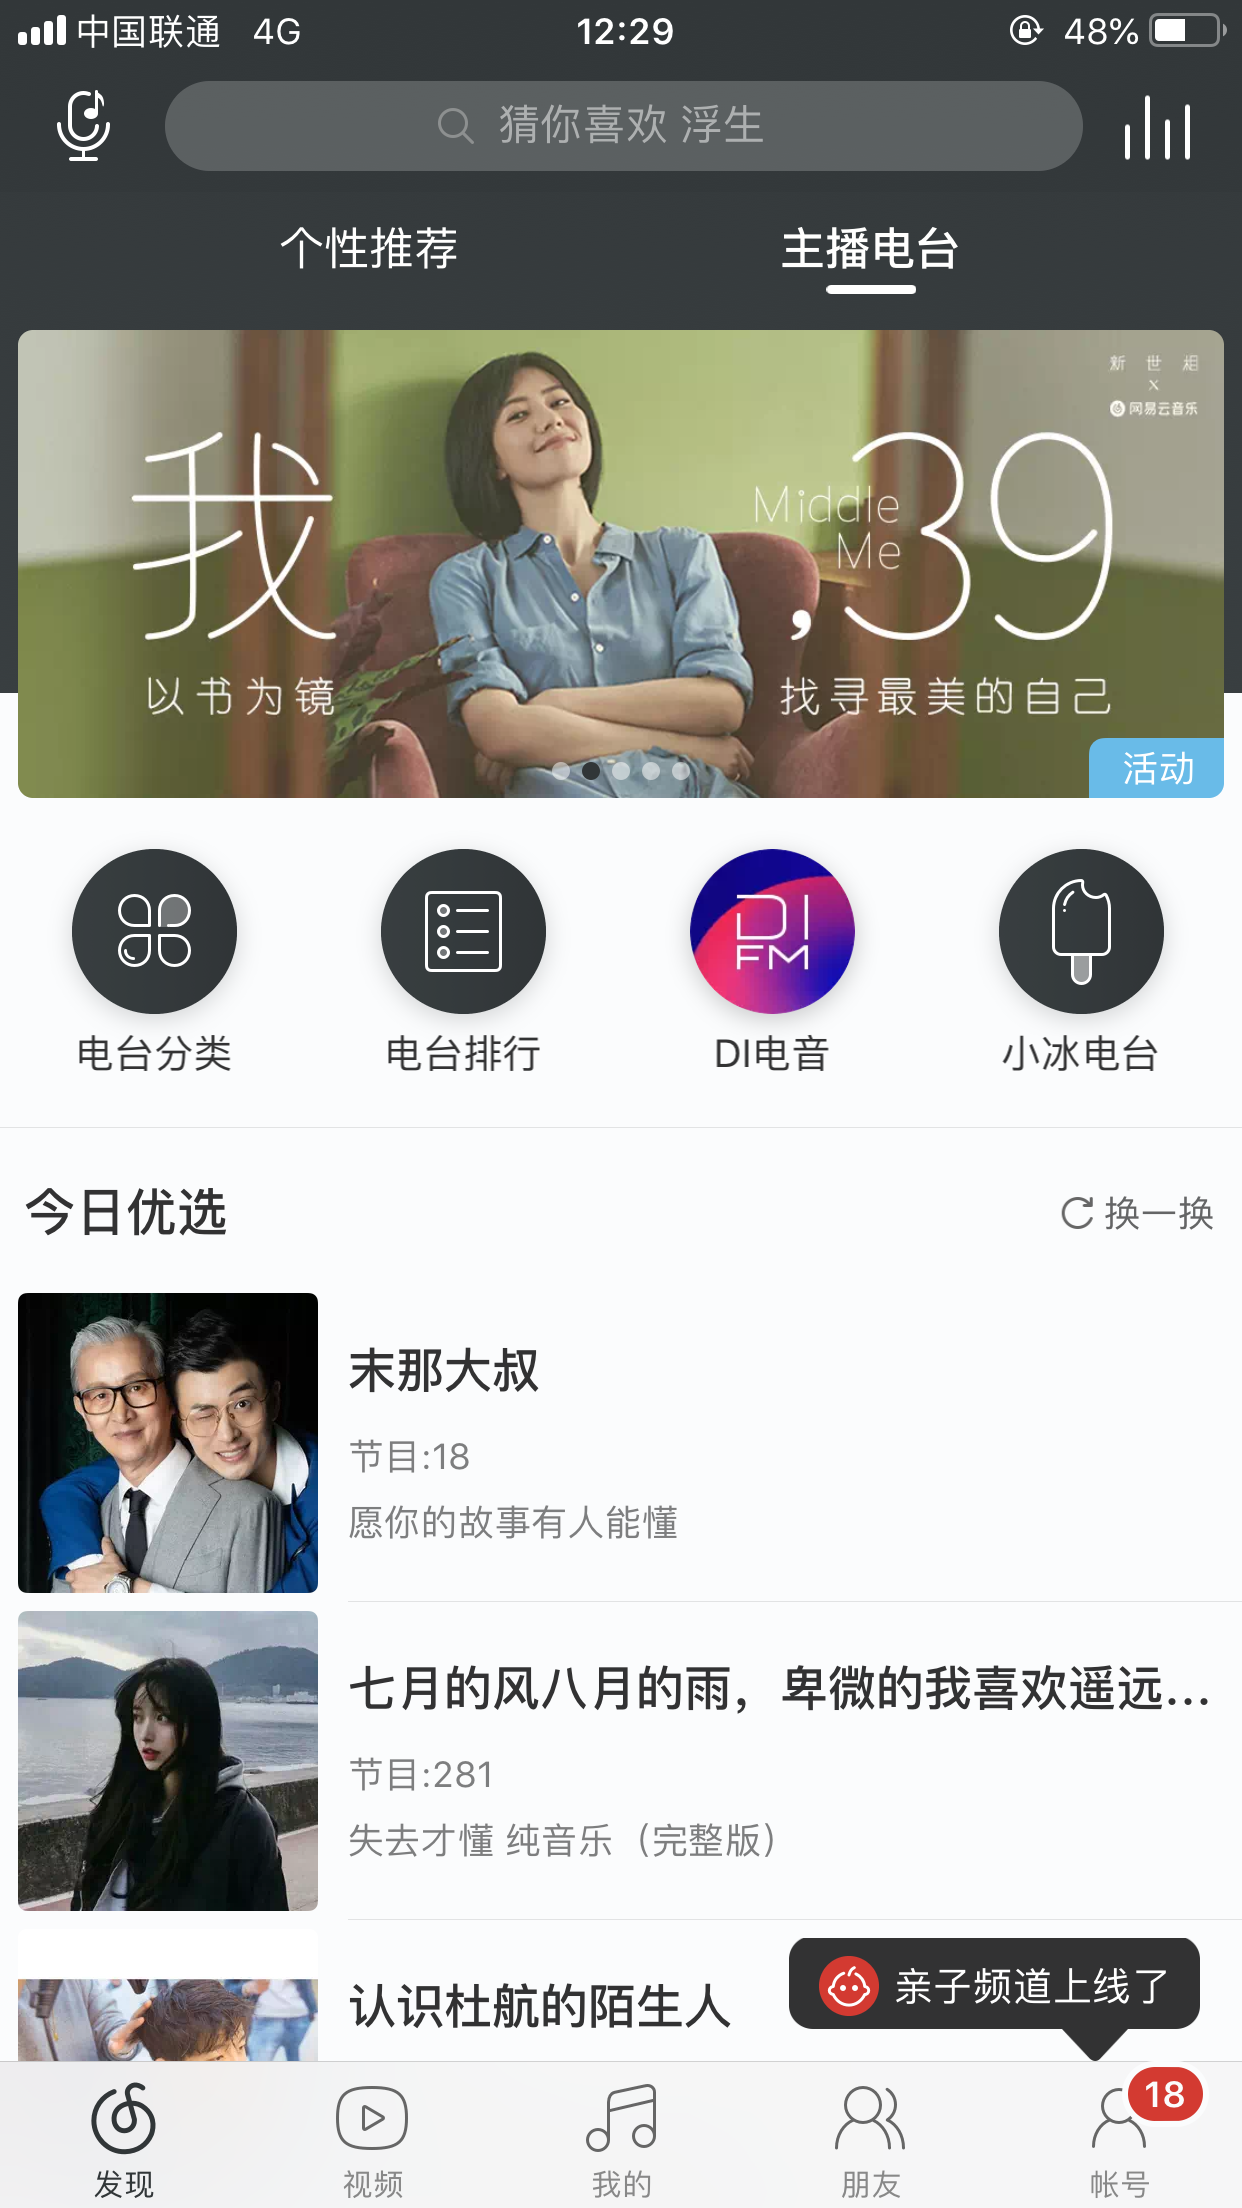 中国联通 4G 12:29 48%
猜你喜欢 浮生
个性推荐 主播电台
新 世 相
x
网易云音乐
我 Middle Me ,39
以书为镜 找寻最美的自己
活动
DI FM
电台分类 电台排行 DI电音 小冰电台
今日优选 换一换
末那大叔
节目:18
愿你的故事有人能懂
七月的风八月的雨，卑微的我喜欢遥远...
节目:281
失去才懂 纯音乐（完整版）
亲子频道上线了
认识杜航的陌生人
18
发现 视频 我的 朋友 帐号